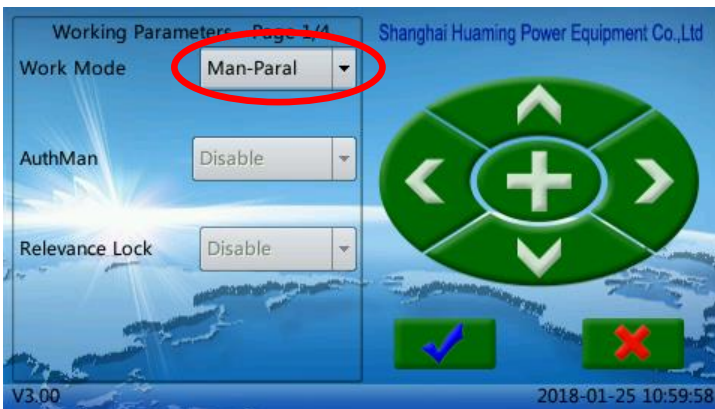 Working Parameters Page 1/4
Shanghai Huaming Power Equipment Co.,Ltd
Work Mode
Man-Paral
AuthMan
Disable
Relevance Lock
Disable
V3.00
2018-01-25 10:59:58